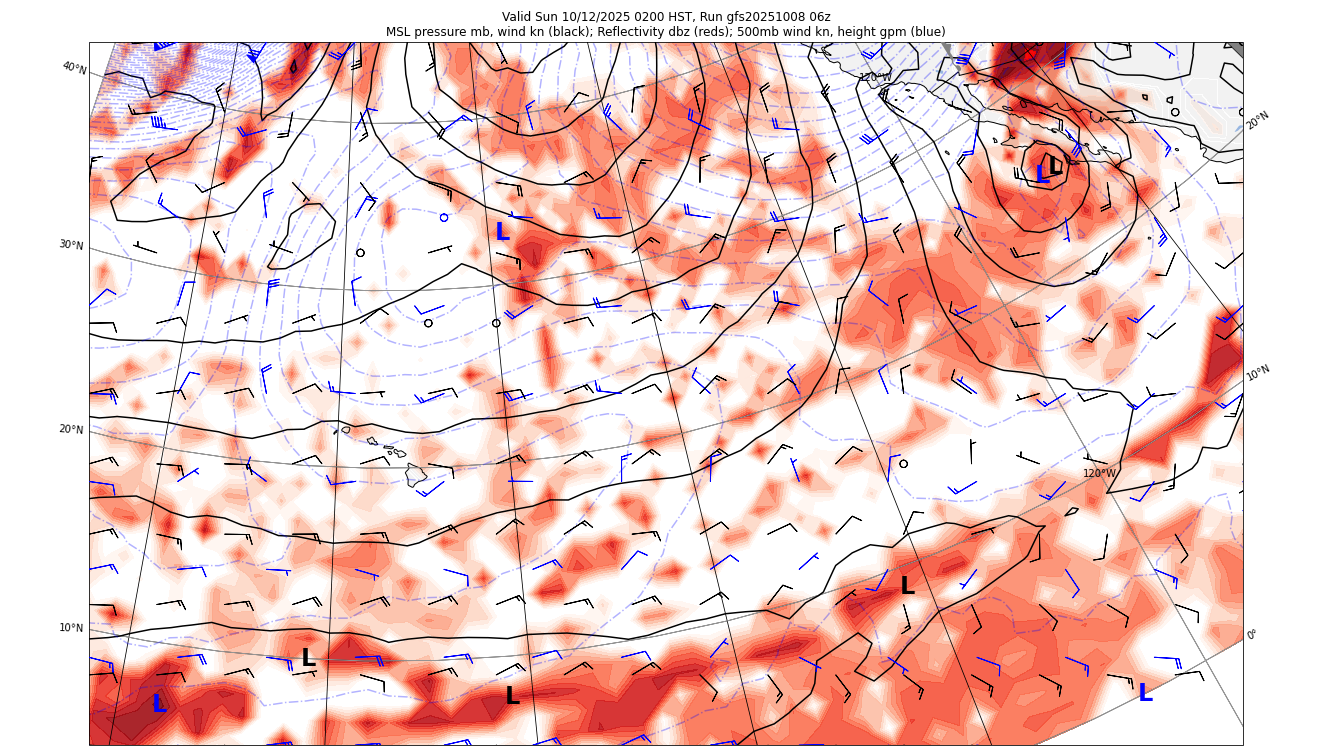 Valid Sun 10/12/2025 0200 HST, Run gfs20251008 06z
MSL pressure mb, wind kn (black); Reflectivity dbz (reds); 500mb wind kn, height gpm (blue)
40°N
120°W
20°N
L
L
L
30°N
10°N
20°N
120°W
L
10°N
0°
L
L
L
L